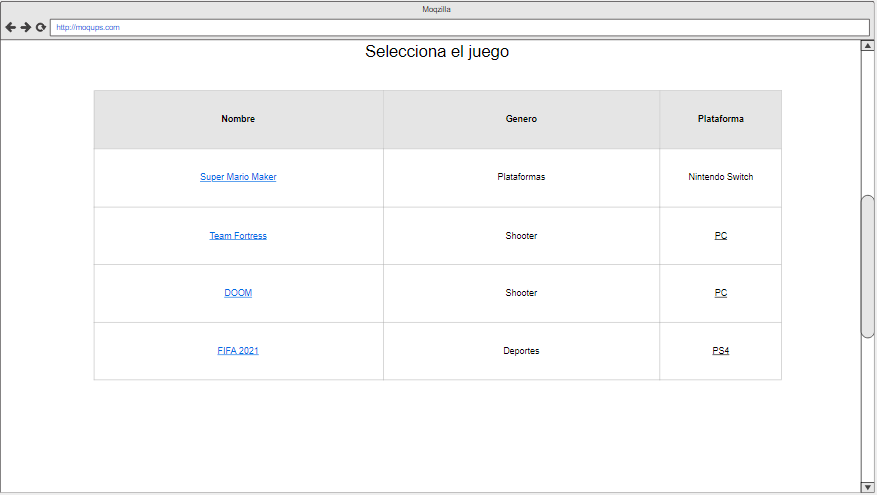 Moqzilla
http://moqups.com
Selecciona el juego
Nombre Genero Plataforma
Super Mario Maker Plataformas Nintendo Switch
Team Fortress Shooter PC
DOOM Shooter PC
FIFA 2021 Deportes PS4